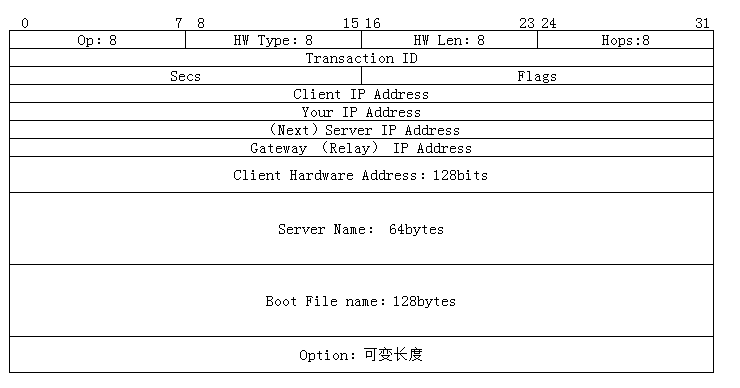 0 7 8 15 16 23 24 31
Op：8 HW Type：8 HW Len：8 Hops:8
Transaction ID
Secs Flags
Client IP Address
Your IP Address
（Next）Server IP Address
Gateway （Relay） IP Address
Client Hardware Address：128bits
Server Name： 64bytes
Boot File name：128bytes
Option：可变长度